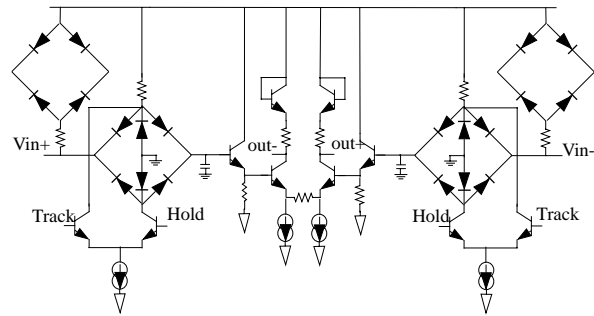 Vin+
out-
out+
Vin-
Track
Hold
Hold
Track